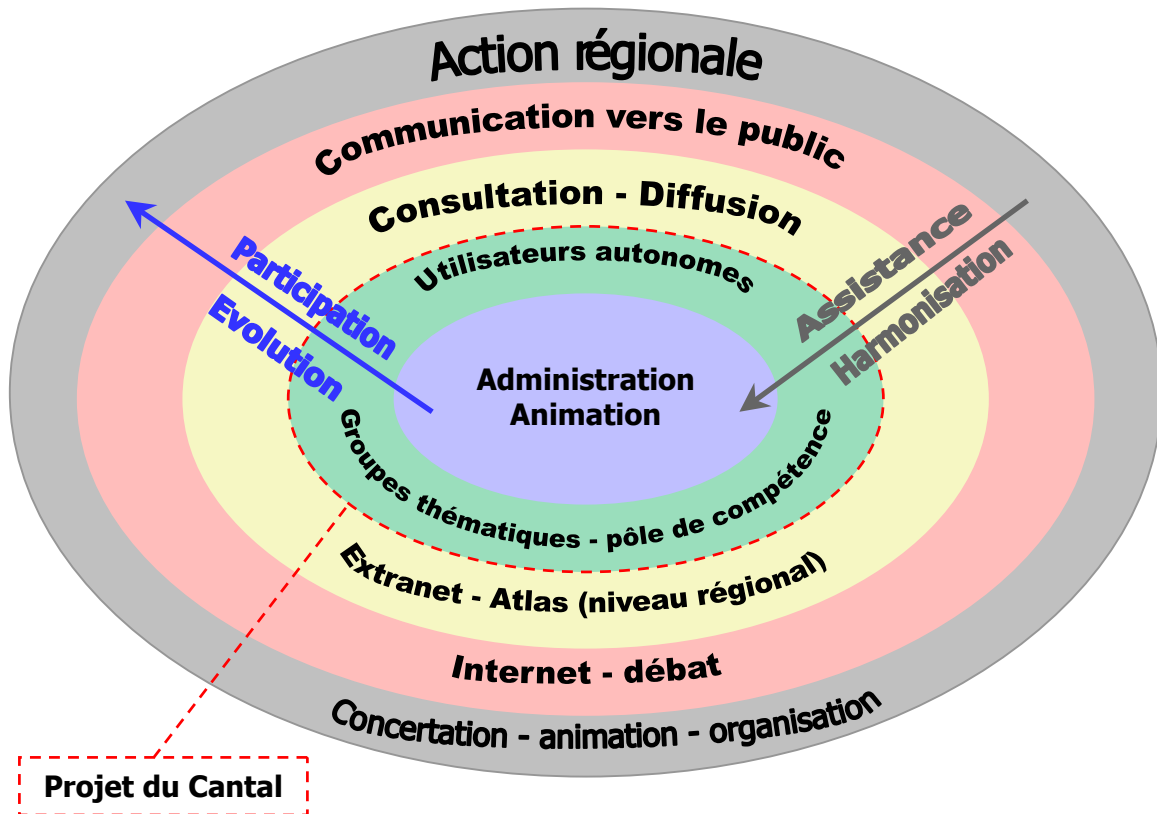 Action régionale
Communication vers le public
Consultation - Diffusion
Utilisateurs autonomes
Participation
Evolution
Assistance
Harmonisation
Administration
Animation
Groupes thématiques - pôle de compétence
Extranet - Atlas (niveau régional)
Internet - débat
Concertation - animation - organisation
Projet du Cantal